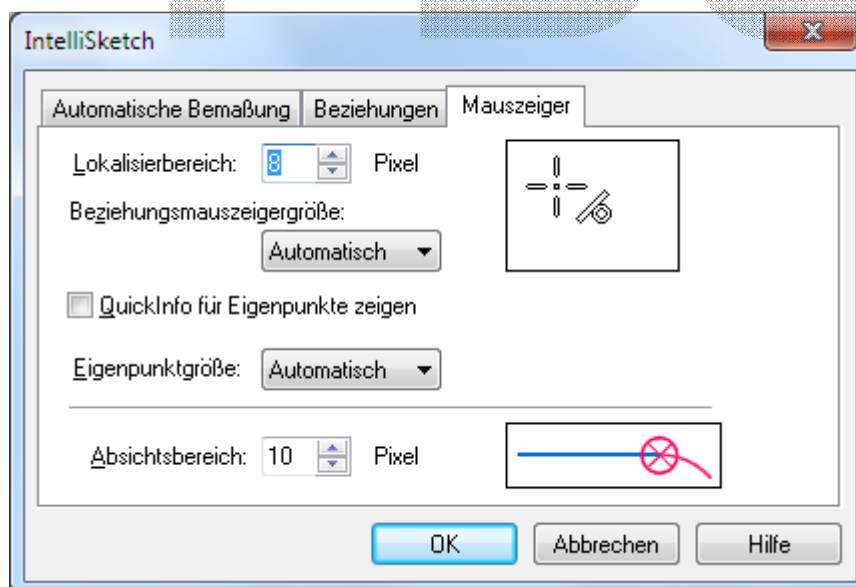 IntelliSketch
Automatische Bemaßung Beziehungen Mauszeiger
Lokalisierbereich: 8 Pixel
Beziehungsmauszeigergröße:
Automatisch
QuickInfo für Eigenpunkte zeigen
Eigenpunktgröße: Automatisch
Absichtsbereich: 10 Pixel
OK Abbrechen Hilfe